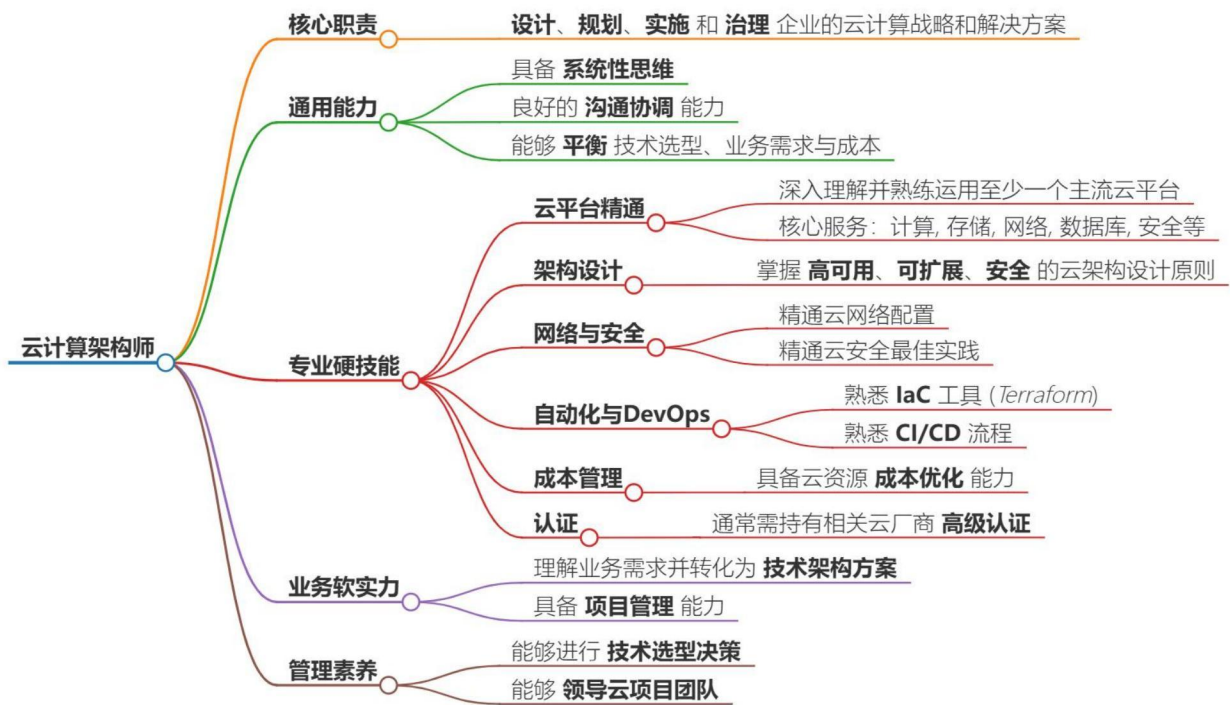 云计算架构师
核心职责
设计、规划、实施 和 治理 企业的云计算战略和解决方案
通用能力
具备 系统性思维
良好的 沟通协调 能力
能够 平衡 技术选型、业务需求与成本
专业硬技能
云平台精通
深入理解并熟练运用至少一个主流云平台
核心服务：计算, 存储, 网络, 数据库, 安全等
架构设计
掌握 高可用、可扩展、安全 的云架构设计原则
网络与安全
精通云网络配置
精通云安全最佳实践
自动化与DevOps
熟悉 IaC 工具 (Terraform)
熟悉 CI/CD 流程
成本管理
具备云资源 成本优化 能力
认证
通常需持有相关云厂商 高级认证
业务软实力
理解业务需求并转化为 技术架构方案
具备 项目管理 能力
管理素养
能够进行 技术选型决策
能够 领导云项目团队